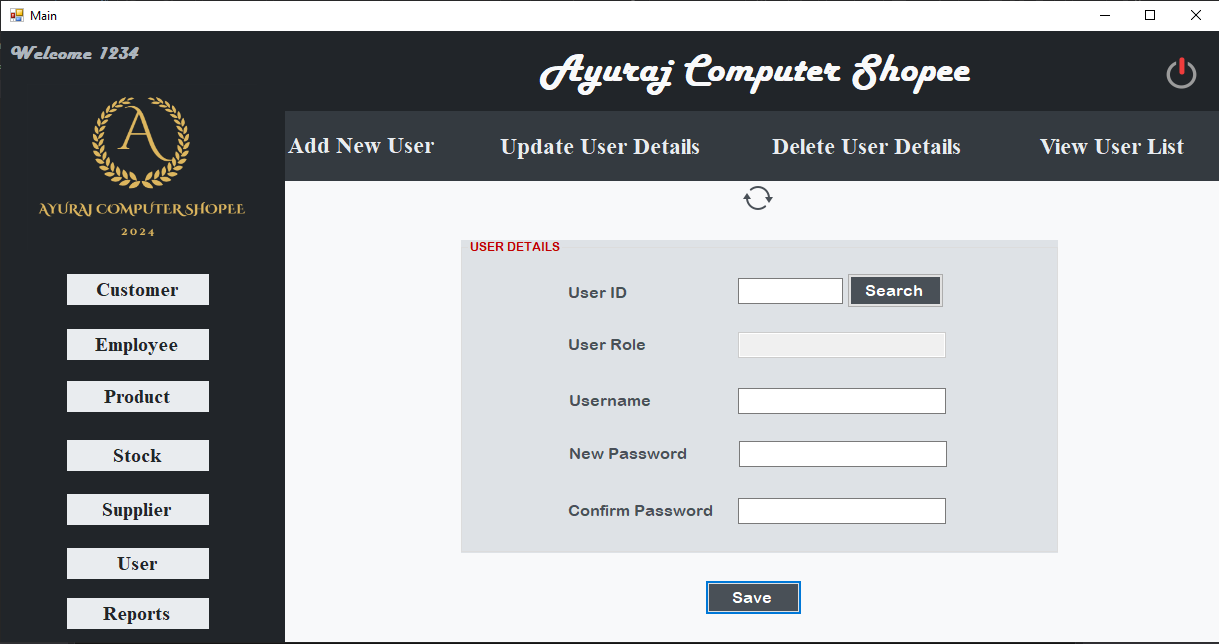 Main
Welcome 1234
Ayuraj Computer Shopee
A
AYURAJ COMPUTER SHOPEE
2024
Add New User Update User Details Delete User Details View User List
Customer
Employee
Product
Stock
Supplier
User
Reports
USER DETAILS
User ID Search
User Role
Username
New Password
Confirm Password
Save